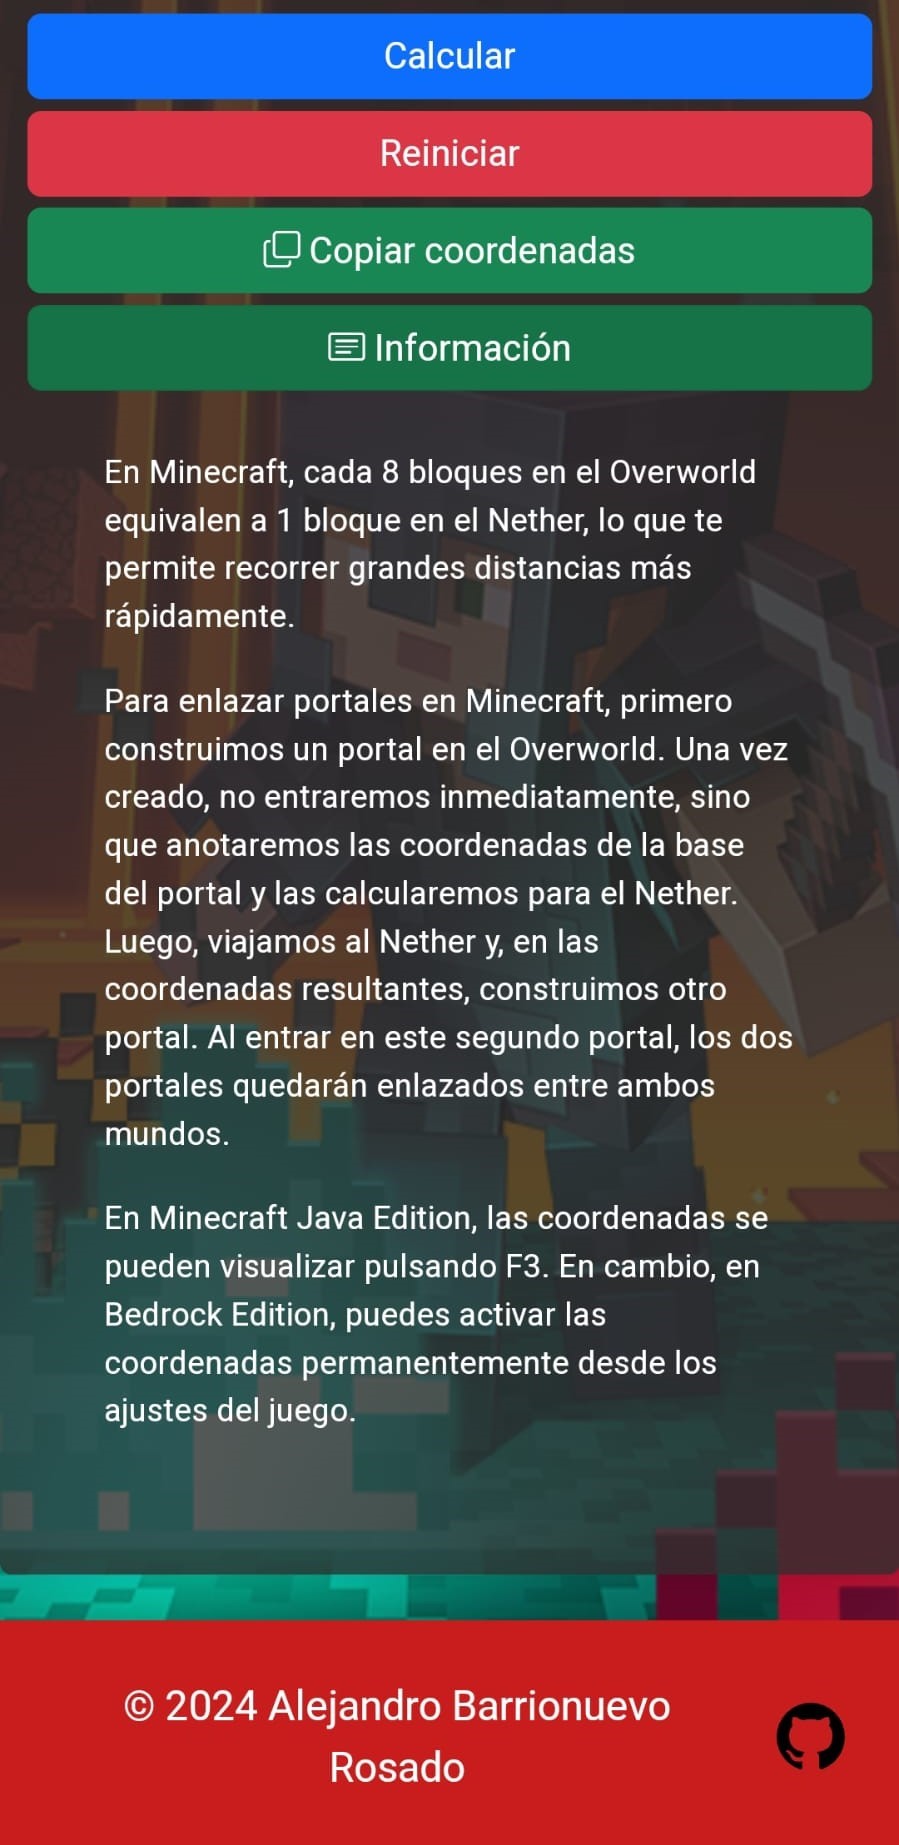 Calcular
Reiniciar
Copiar coordenadas
Información
En Minecraft, cada 8 bloques en el Overworld
equivalen a 1 bloque en el Nether, lo que te
permite recorrer grandes distancias más
rápidamente.
Para enlazar portales en Minecraft, primero
construimos un portal en el Overworld. Una vez
creado, no entraremos inmediatamente, sino
que anotaremos las coordenadas de la base
del portal y las calcularemos para el Nether.
Luego, viajamos al Nether y, en las
coordenadas resultantes, construimos otro
portal. Al entrar en este segundo portal, los dos
portales quedarán enlazados entre ambos
mundos.
En Minecraft Java Edition, las coordenadas se
pueden visualizar pulsando F3. En cambio, en
Bedrock Edition, puedes activar las
coordenadas permanentemente desde los
ajustes del juego.
© 2024 Alejandro Barrionuevo
Rosado